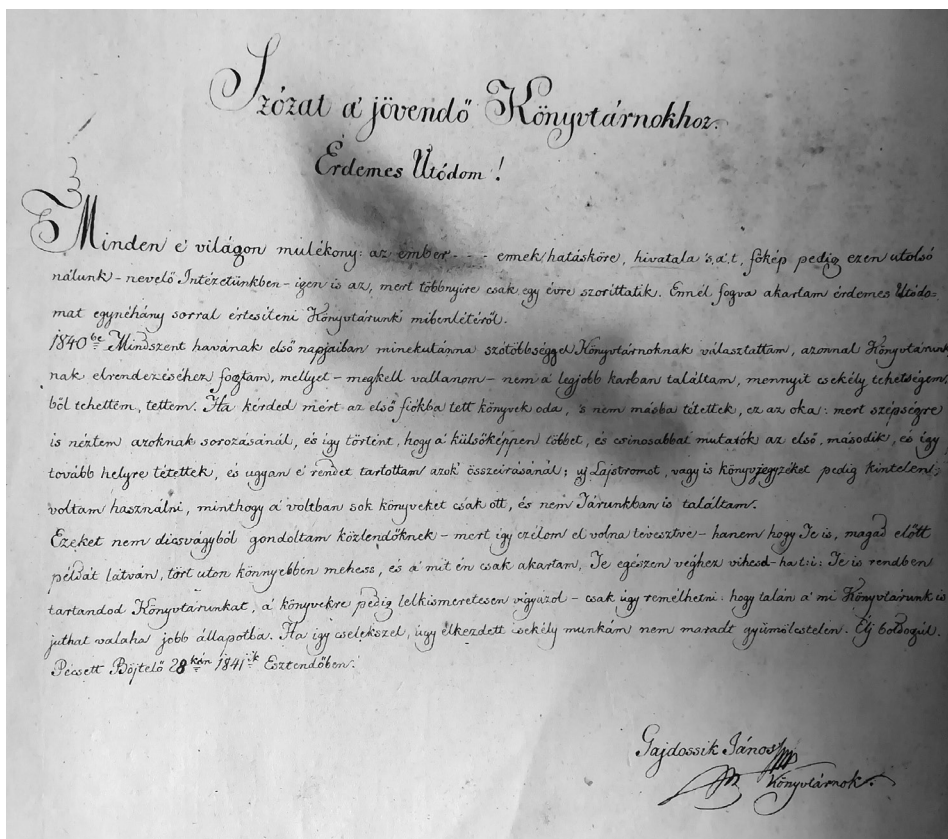 Szózat a' jövendő Könyvtárnokhoz.
Érdemes Utódom!
Minden e' világon mulékony: az ember - - - ennek hatásköre, hivatala 's.a't, főkép pedig ezen utolsó
nálunk - nevelő Intézetünkben - igen is az, mert többnyire csak egy évre szoríttatik. Ennél fogva akartam érdemes Utódo=
mat egynéhány sorral értesíteni Könyvtárunk' mibenlétéről.
1840be Mindszent havának első napjaiban minekutánna szótöbbséggel Könyvtárnoknak választattam, azonnal Könyvtárunk
nak elrendezéséhez fogtam, mellyet - megkell vallanom - nem a' legjobb karban találtam, mennyit csekély tehetségem,
ből tehettem, tettem. Ha kérded miért az első fiókba tett könyvek oda, 's nem másba tétettek, ez az oka: mert szépségre
is néztem azoknak sorozásánál, és így történt, hogy a' külsőképpen többet, és csinosabbat mutatók az első, második, és így
tovább helyre tétettek, és ugyan e' rendet tartottam azok' összeírásánál; uj Lajstromot, vagy is könyvjegyzéket pedig kintelen,
voltam használni, minthogy a' voltban sok könyveket csak ott, és nem Tárunkban is találtam.
Ezeket nem dicsvágyból gondoltam közlendőknek - mert így czélom el volna tévesztve - hanem hogy Te is, magad előtt
példát látván, tört uton könnyebben mehess, és a' mit én csak akartam, Te egészen véghez vihesd - ha t:i: Te is rendben
tartandod Könyvtárunkat, a' könyvekre pedig lelkismeretesen vigyázol - csak úgy remélhetni: hogy talán a' mi Könyvtárunk is
juthat valaha jobb állapotba. Ha így cselekszel, úgy elkezdett csekély munkám nem maradt gyümölcstelen. Élj boldogúl.
Pécsett Böjtelő 28kán 1841ik Esztendőben.
Gajdossik János
Könyvtárnok.